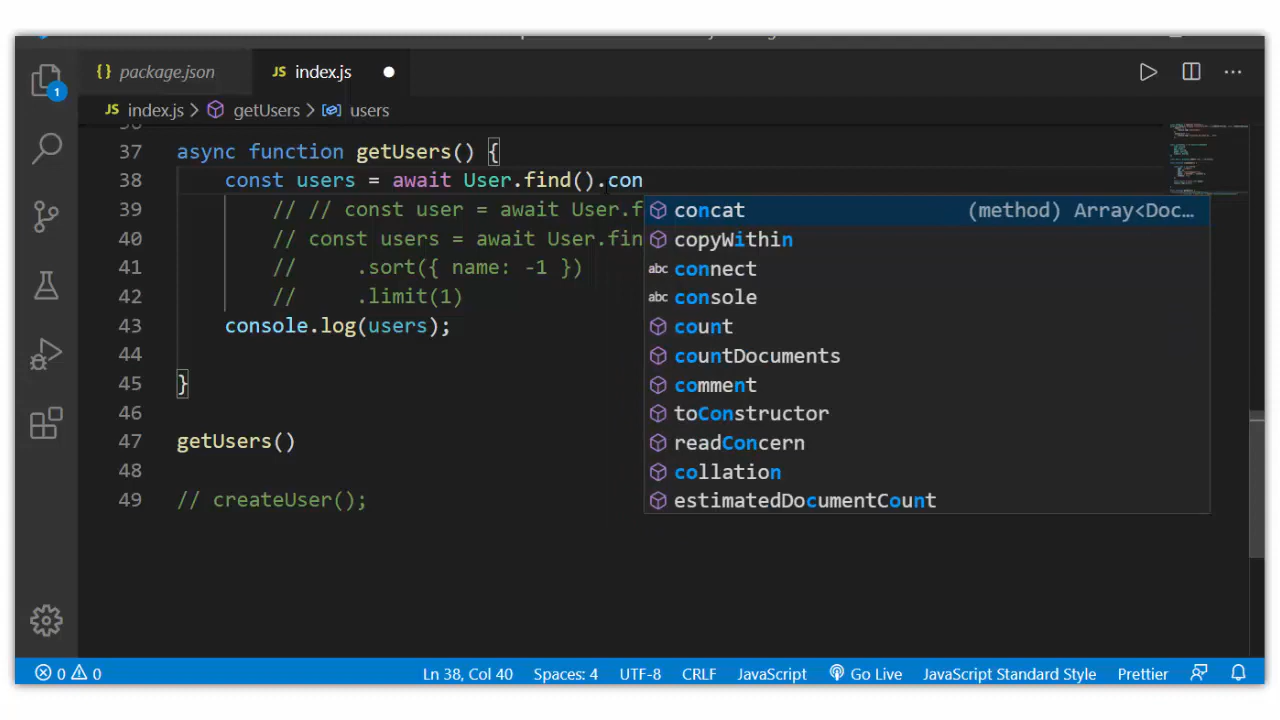 {} package.json
JS index.js
JS index.js > getUsers > users
1
37 async function getUsers() {
38 const users = await User.find().con
39 // // const user = await User.f
40 // const users = await User.fin
41 // .sort({ name: -1 })
42 // .limit(1)
43 console.log(users);
44
45 }
46
47 getUsers()
48
49 // createUser();
concat (method) Array<Doc…
copyWithin
connect
console
count
countDocuments
comment
toConstructor
readConcern
collation
estimatedDocumentCount
abc
abc
0 0 Ln 38, Col 40 Spaces: 4 UTF-8 CRLF JavaScript Go Live JavaScript Standard Style Prettier